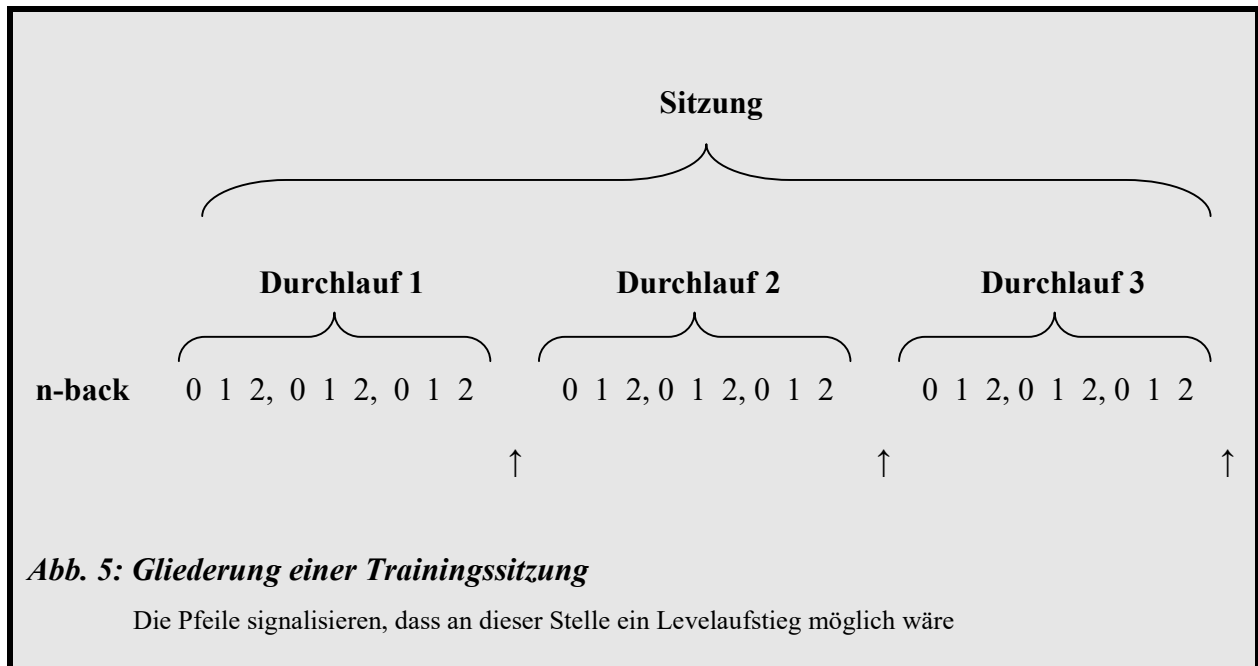 Sitzung
Durchlauf 1 Durchlauf 2 Durchlauf 3
n-back 0 1 2, 0 1 2, 0 1 2 0 1 2, 0 1 2, 0 1 2 0 1 2, 0 1 2, 0 1 2
↑ ↑ ↑
Abb. 5: Gliederung einer Trainingssitzung
Die Pfeile signalisieren, dass an dieser Stelle ein Levelaufstieg möglich wäre